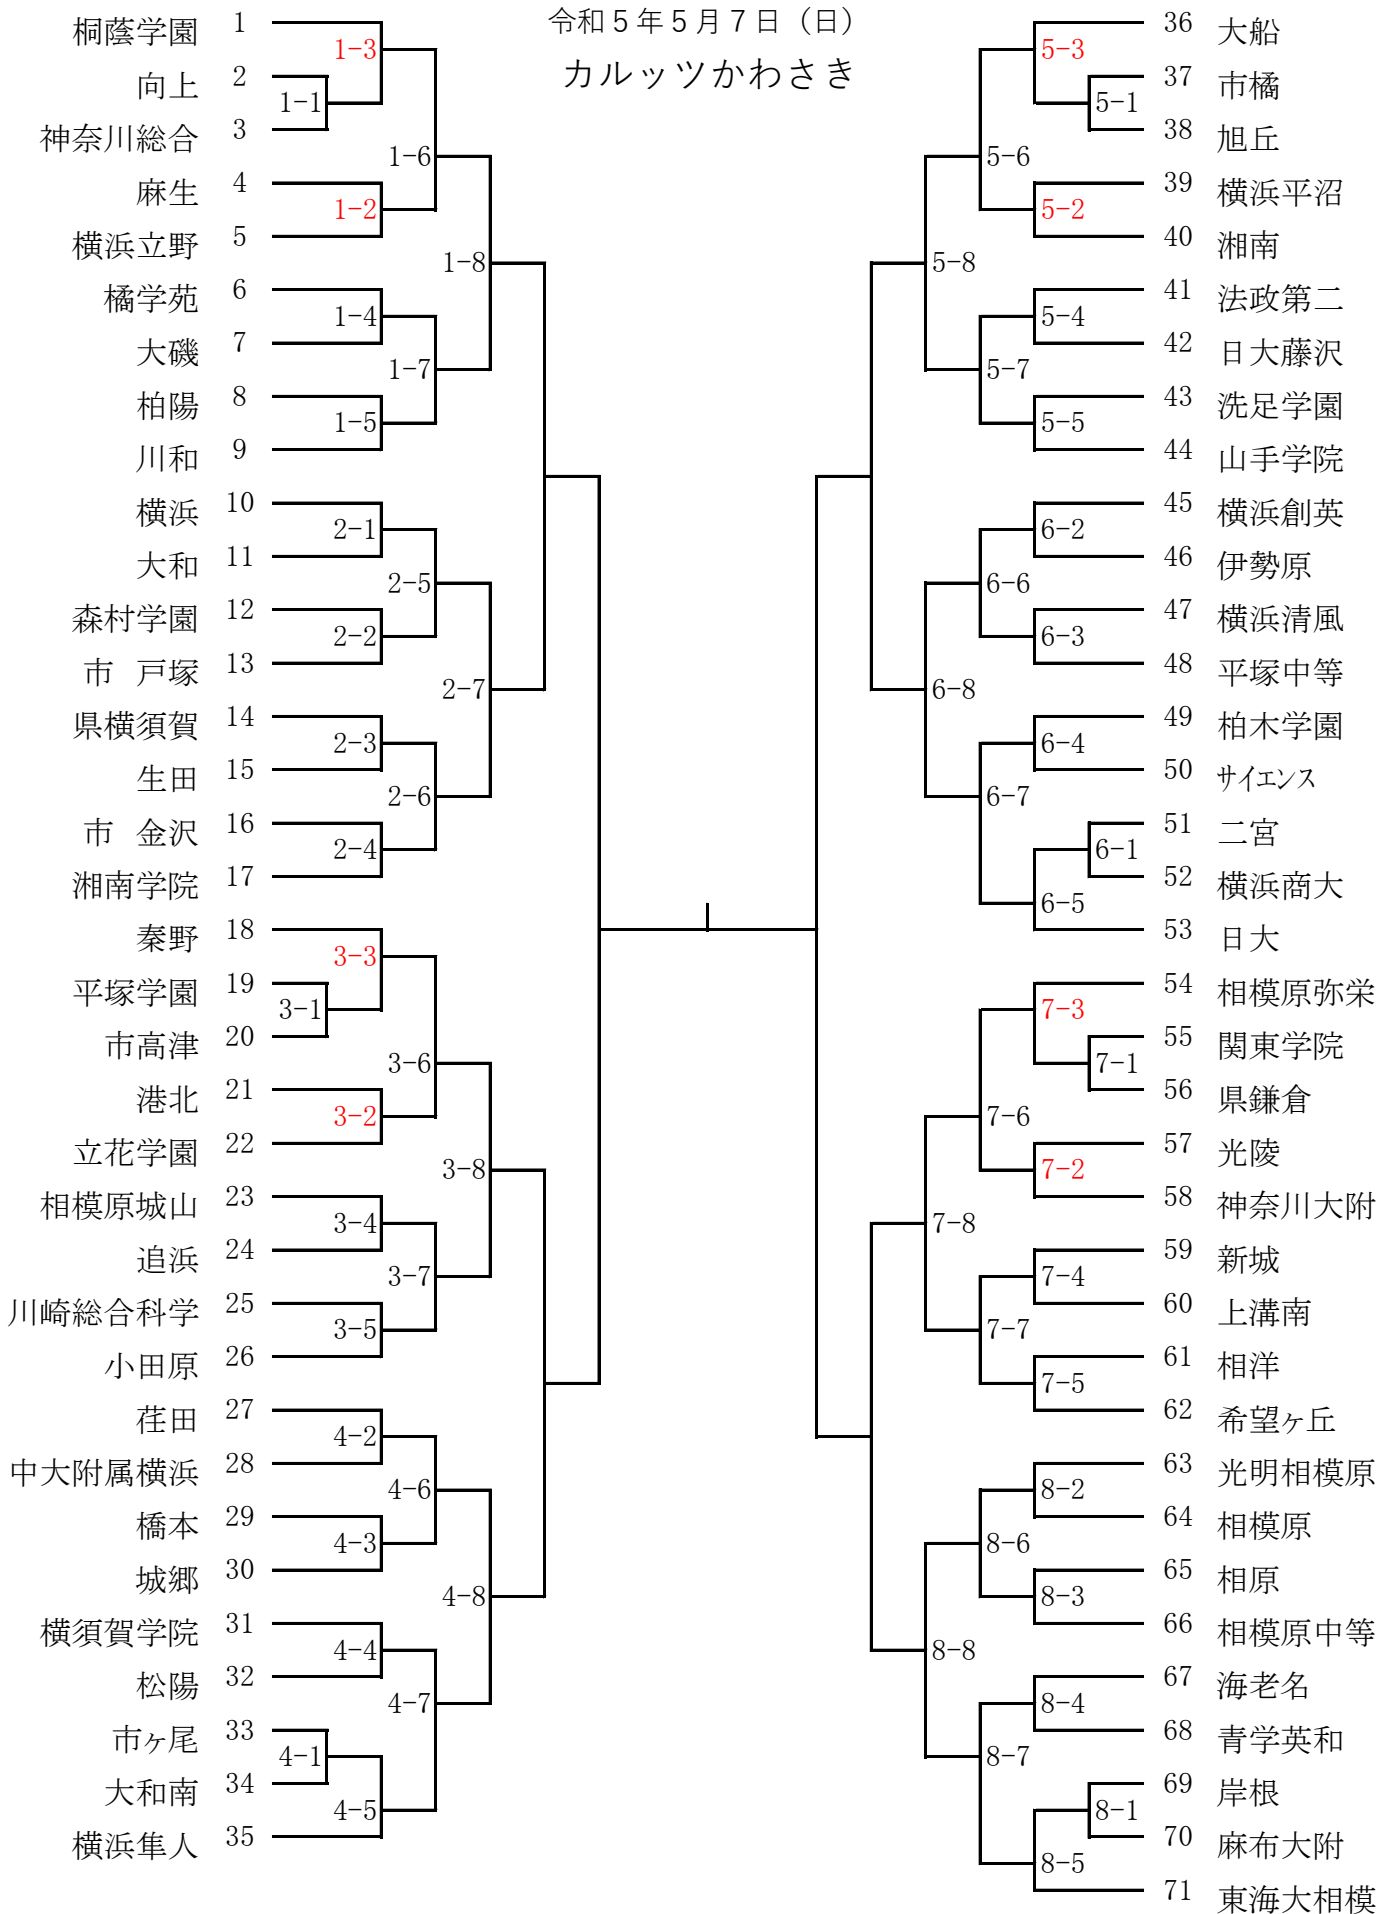 令和５年５月７日（日）
カルッツかわさき
桐蔭学園 1
1-3
向上 2
1-1
神奈川総合 3
1-6
麻生 4
1-2
横浜立野 5
1-8
橘学苑 6
1-4
大磯 7
1-7
柏陽 8
1-5
川和 9
横浜 10
2-1
大和 11
2-5
森村学園 12
2-2
市 戸塚 13
2-7
県横須賀 14
2-3
生田 15
2-6
市 金沢 16
2-4
湘南学院 17
秦野 18
3-3
平塚学園 19
3-1
市高津 20
3-6
港北 21
3-2
立花学園 22
3-8
相模原城山 23
3-4
追浜 24
3-7
川崎総合科学 25
3-5
小田原 26
荏田 27
4-2
中大附属横浜 28
4-6
橋本 29
4-3
城郷 30
4-8
横須賀学院 31
4-4
松陽 32
4-7
市ヶ尾 33
4-1
大和南 34
4-5
横浜隼人 35
36 大船
5-3
37 市橘
5-1
38 旭丘
5-6
39 横浜平沼
5-2
40 湘南
5-8
41 法政第二
5-4
42 日大藤沢
5-7
43 洗足学園
5-5
44 山手学院
45 横浜創英
6-2
46 伊勢原
6-6
47 横浜清風
6-3
48 平塚中等
6-8
49 柏木学園
6-4
50 サイエンス
6-7
51 二宮
6-1
52 横浜商大
6-5
53 日大
54 相模原弥栄
7-3
55 関東学院
7-1
56 県鎌倉
7-6
57 光陵
7-2
58 神奈川大附
7-8
59 新城
7-4
60 上溝南
7-7
61 相洋
7-5
62 希望ヶ丘
63 光明相模原
8-2
64 相模原
8-6
65 相原
8-3
66 相模原中等
8-8
67 海老名
8-4
68 青学英和
8-7
69 岸根
8-1
70 麻布大附
8-5
71 東海大相模